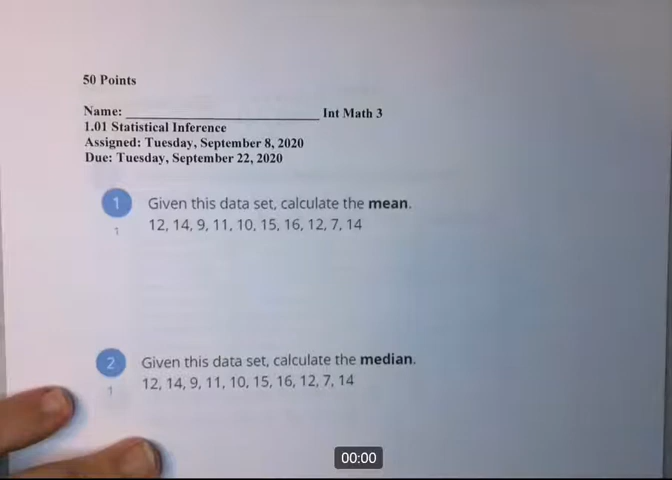 50 Points
Name: ____________________ Int Math 3
1.01 Statistical Inference
Assigned: Tuesday, September 8, 2020
Due: Tuesday, September 22, 2020
1 Given this data set, calculate the mean.
1 12, 14, 9, 11, 10, 15, 16, 12, 7, 14
2 Given this data set, calculate the median.
1 12, 14, 9, 11, 10, 15, 16, 12, 7, 14
00:00